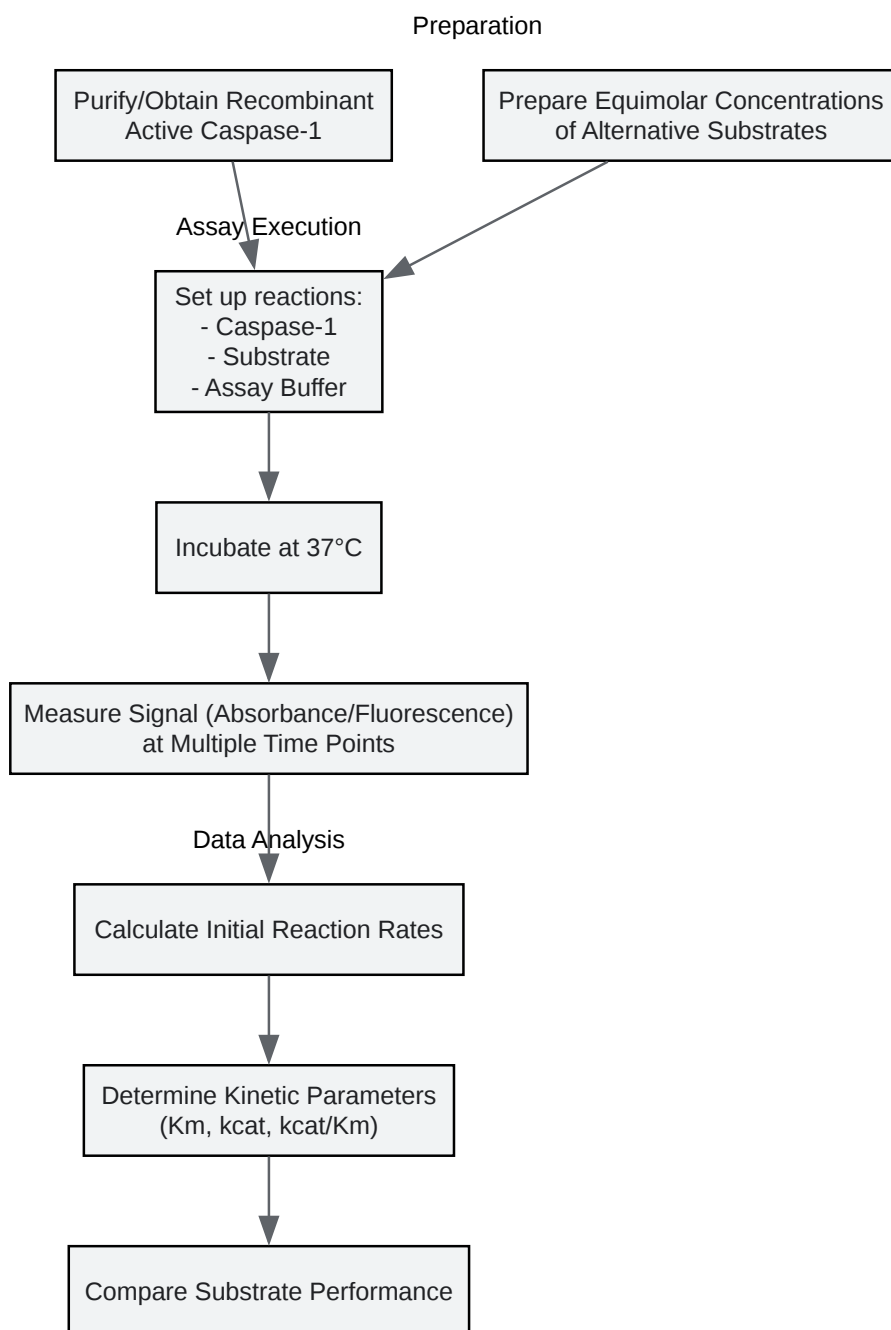 Preparation
Purify/Obtain Recombinant
Active Caspase-1
Prepare Equimolar Concentrations
of Alternative Substrates
Assay Execution
Set up reactions:
- Caspase-1
- Substrate
- Assay Buffer
Incubate at 37°C
Measure Signal (Absorbance/Fluorescence)
at Multiple Time Points
Data Analysis
Calculate Initial Reaction Rates
Determine Kinetic Parameters
(Km, kcat, kcat/Km)
Compare Substrate Performance